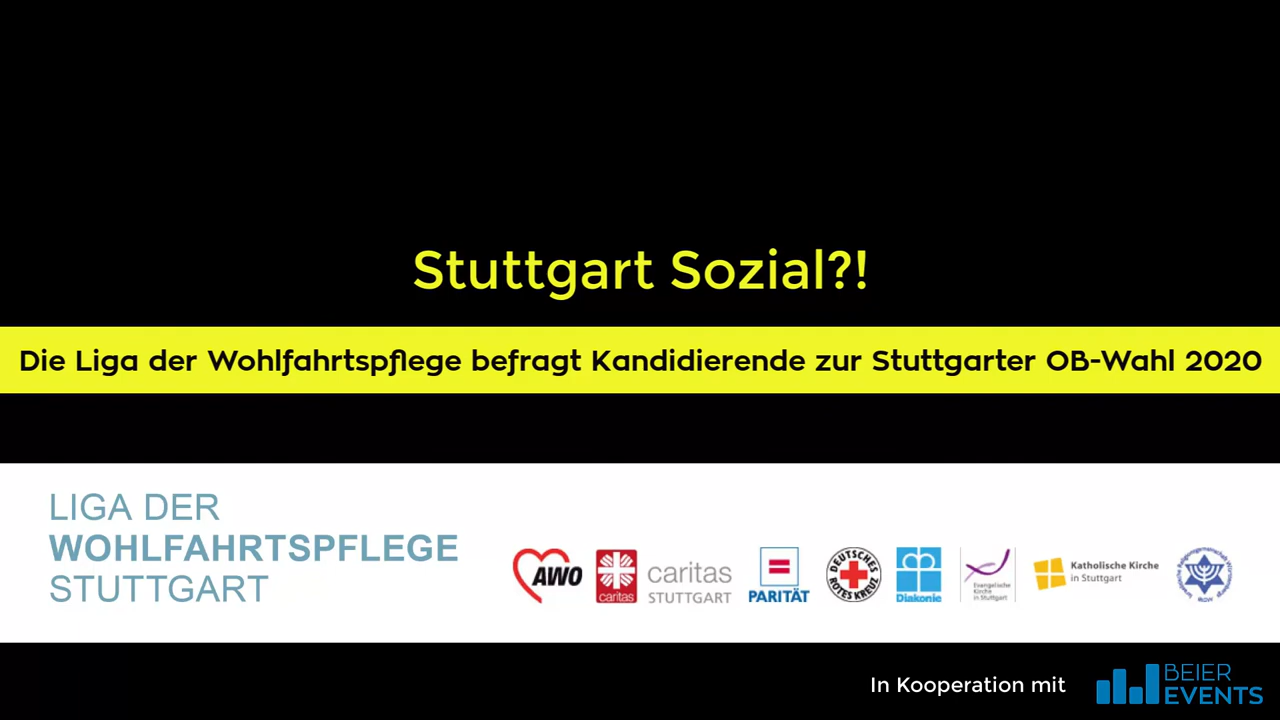 Stuttgart Sozial?!
Die Liga der Wohlfahrtspflege befragt Kandidierende zur Stuttgarter OB-Wahl 2020
LIGA DER
WOHLFAHRTSPFLEGE
STUTTGART
AWO
caritas
caritas
STUTTGART
PARITÄT
DEUTSCHES
ROTES KREUZ
Diakonie
Evangelische
Kirche
in Stuttgart
Katholische Kirche
in Stuttgart
In Kooperation mit
BEIER
EVENTS